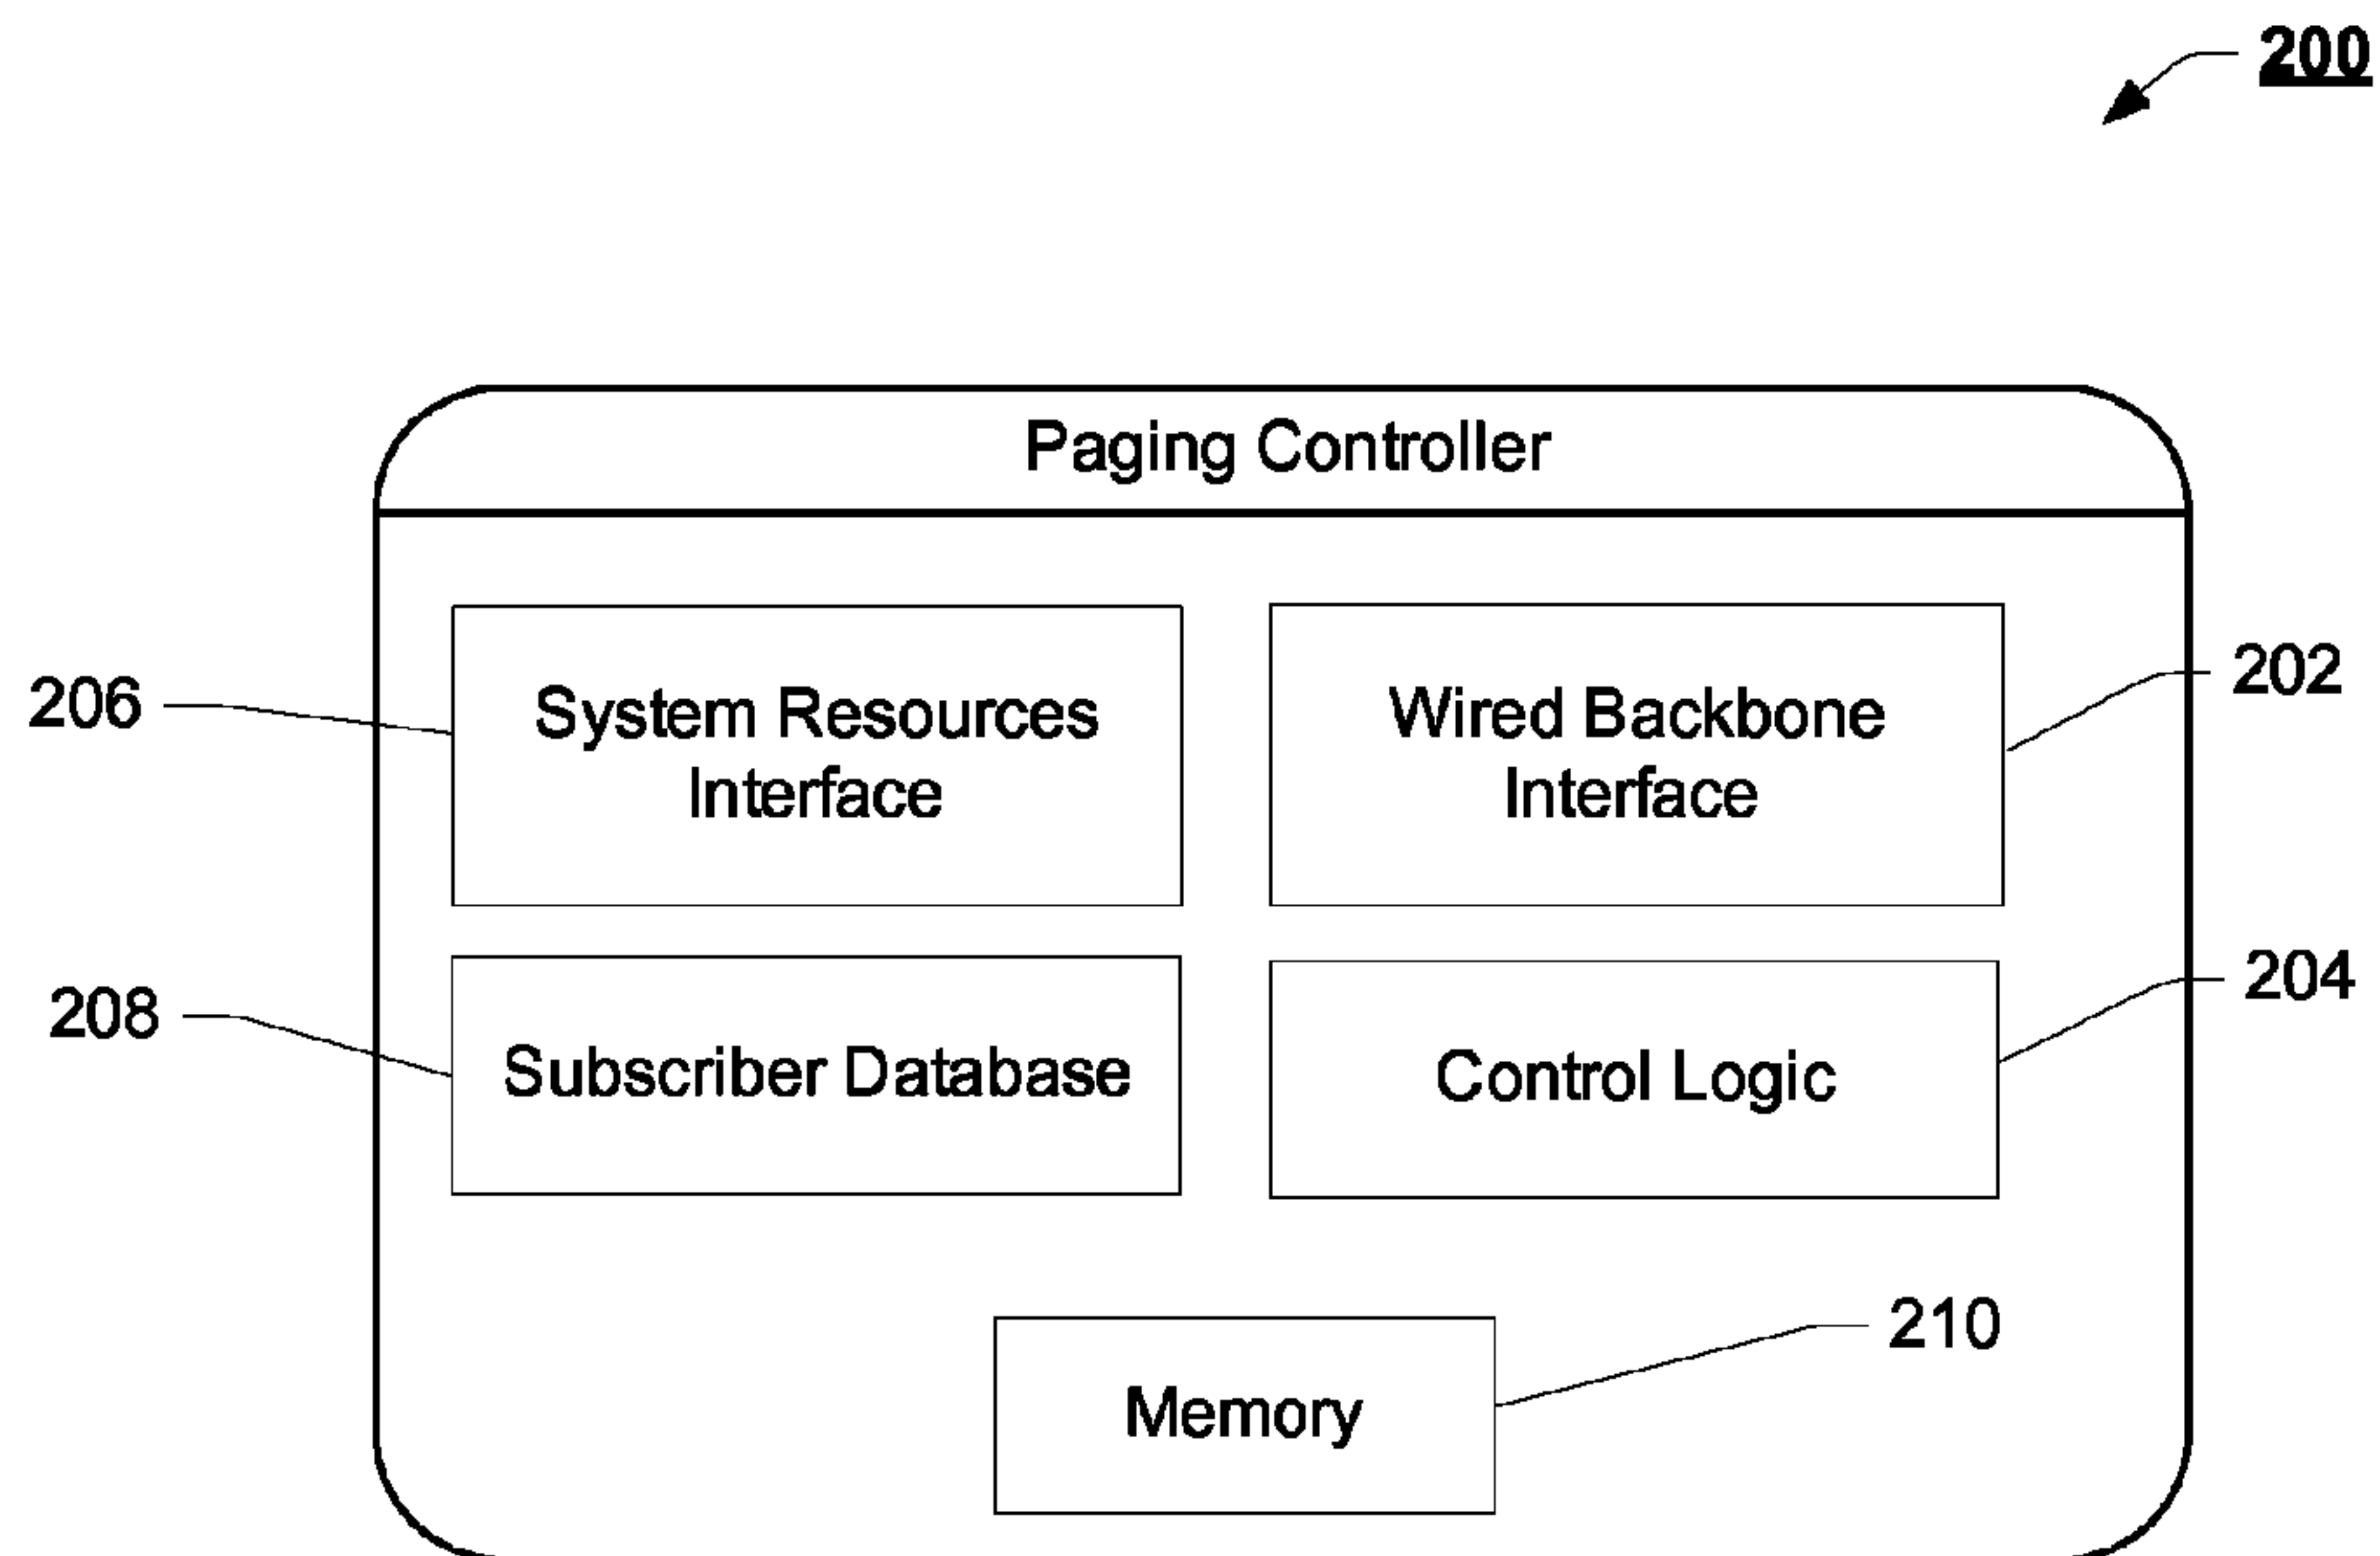 200
Paging Controller
206
System Resources
Interface
Wired Backbone
Interface
202
208
Subscriber Database
Control Logic
204
Memory
210